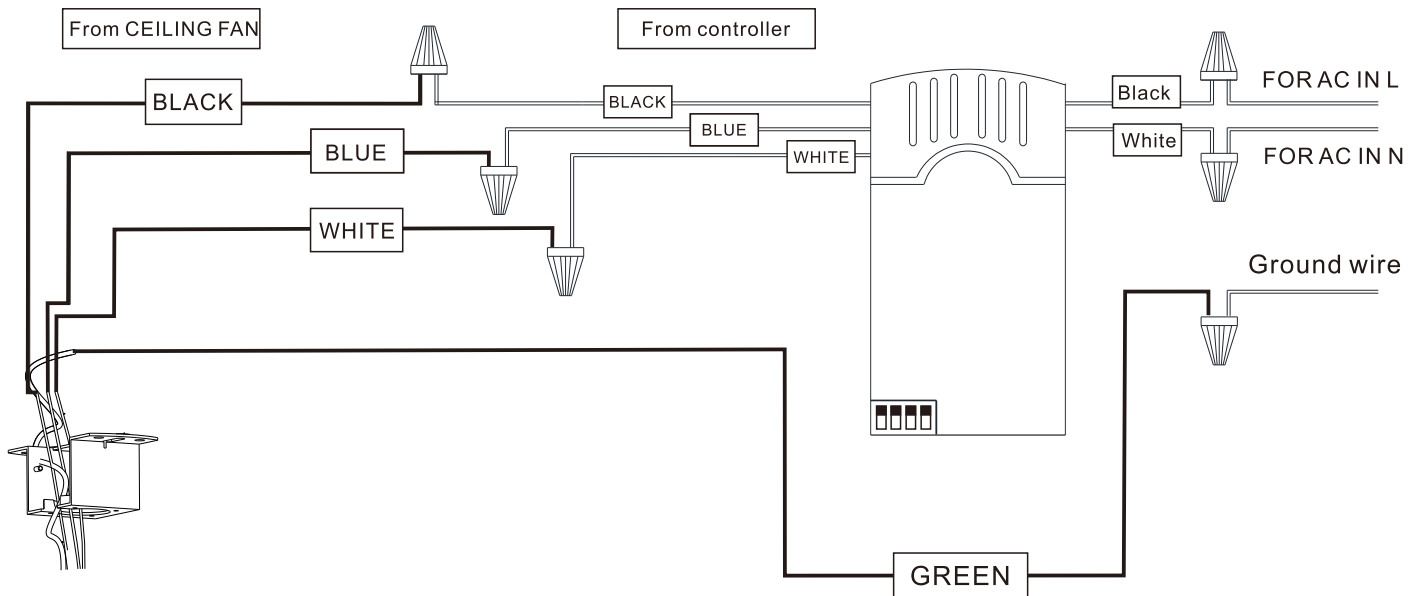 From CEILING FAN
From controller
BLACK
BLACK
Black
FOR AC IN L
BLUE
BLUE
White
FOR AC IN N
WHITE
WHITE
Ground wire
GREEN